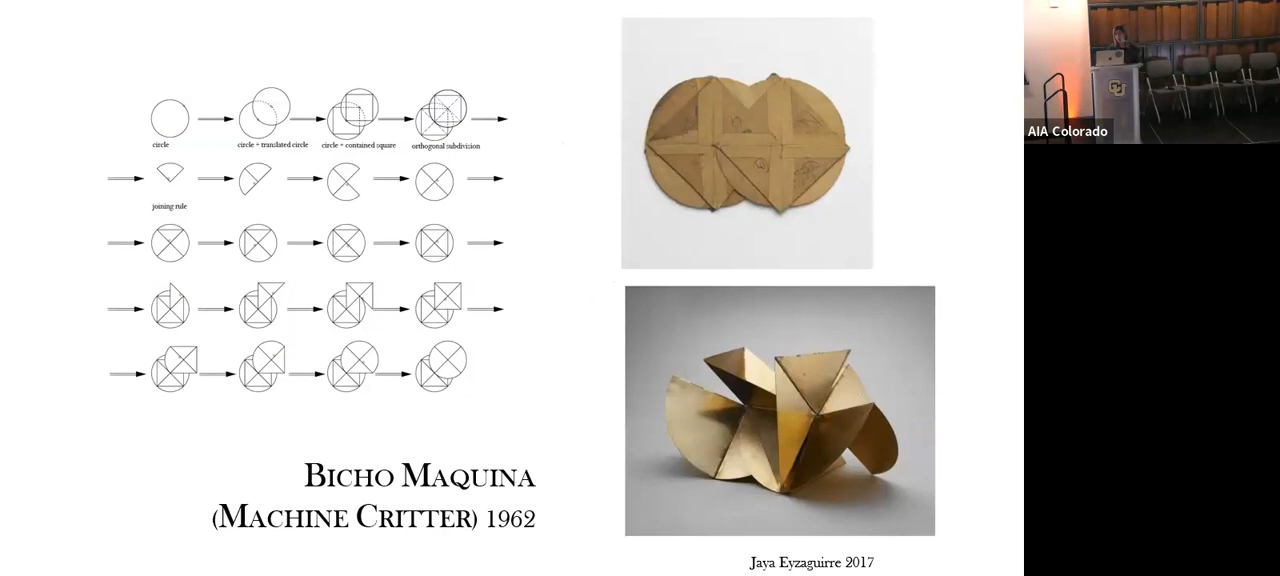 circle
circle + translated circle
circle + contained square
orthogonal subdivision
joining rule
BICHO MAQUINA
(MACHINE CRITTER) 1962
Jaya Eyzaguirre 2017
CU
AIA Colorado